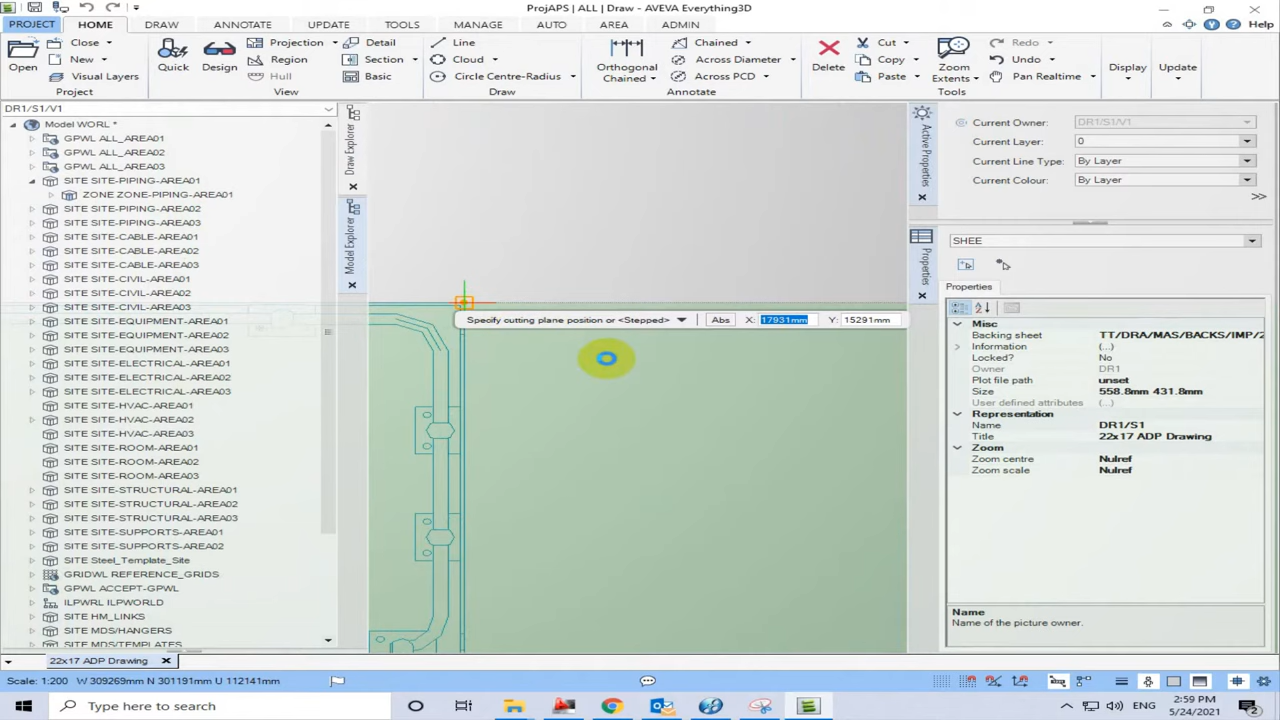 ProjAPS | ALL | Draw - AVEVA Everything3D
PROJECT HOME DRAW ANNOTATE UPDATE TOOLS MANAGE AUTO AREA ADMIN Help
Open Close New Visual Layers Project
Quick Design Projection Region Hull Detail Section Basic View
Line Cloud Circle Centre-Radius Draw
Orthogonal Chained Chained Across Diameter Across PCD Annotate
Delete Cut Copy Paste Zoom Extents Redo Undo Pan Realtime Tools
Display Update
DR1/S1/V1
Model WORL *
GPWL ALL_AREA01
GPWL ALL_AREA02
GPWL ALL_AREA03
SITE SITE-PIPING-AREA01
ZONE ZONE-PIPING-AREA01
SITE SITE-PIPING-AREA02
SITE SITE-PIPING-AREA03
SITE SITE-CABLE-AREA01
SITE SITE-CABLE-AREA02
SITE SITE-CABLE-AREA03
SITE SITE-CIVIL-AREA01
SITE SITE-CIVIL-AREA02
SITE SITE-CIVIL-AREA03
SITE SITE-EQUIPMENT-AREA01
SITE SITE-EQUIPMENT-AREA02
SITE SITE-EQUIPMENT-AREA03
SITE SITE-ELECTRICAL-AREA01
SITE SITE-ELECTRICAL-AREA02
SITE SITE-ELECTRICAL-AREA03
SITE SITE-HVAC-AREA01
SITE SITE-HVAC-AREA02
SITE SITE-HVAC-AREA03
SITE SITE-ROOM-AREA01
SITE SITE-ROOM-AREA02
SITE SITE-ROOM-AREA03
SITE SITE-STRUCTURAL-AREA01
SITE SITE-STRUCTURAL-AREA02
SITE SITE-STRUCTURAL-AREA03
SITE SITE-SUPPORTS-AREA01
SITE SITE-SUPPORTS-AREA02
SITE Steel_Template_Site
GRIDWL REFERENCE_GRIDS
GPWL ACCEPT-GPWL
ILPWRL ILPWORLD
SITE HM_LINKS
SITE MDS/HANGERS
SITE MDS/TEMPLATES
Draw Explorer
Model Explorer
Specify cutting plane position or <Stepped> Abs X: 17931mm Y: 15291mm
Active Properties
Properties
Current Owner: DR1/S1/V1
Current Layer: 0
Current Line Type: By Layer
Current Colour: By Layer
SHEE
Properties
Misc
Backing sheet TT/DRA/MAS/BACKS/IMP/2
Information (...)
Locked? No
Owner DR1
Plot file path unset
Size 558.8mm 431.8mm
User defined attributes (...)
Representation
Name DR1/S1
Title 22x17 ADP Drawing
Zoom
Zoom centre Nulref
Zoom scale Nulref
Name
Name of the picture owner.
22x17 ADP Drawing
Scale: 1:200 W 309269mm N 301191mm U 112141mm
Type here to search
ENG
2:59 PM
5/24/2021
2